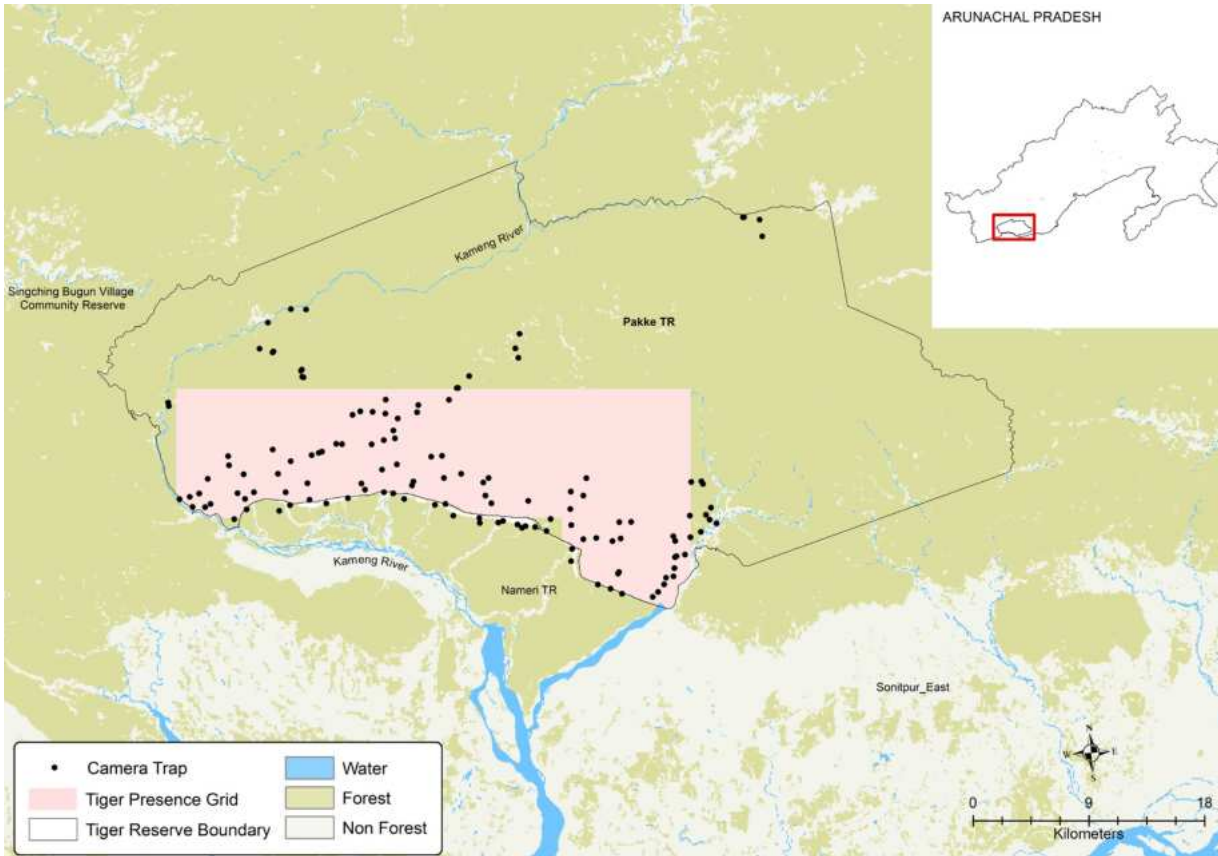 ARUNACHAL PRADESH
Kameng River
Singching Bugun Village
Community Reserve
Pakke TR
Kameng River
Nameri TR
Sonitpur_East
N
W E
S
Camera Trap
Tiger Presence Grid
Tiger Reserve Boundary
Water
Forest
Non Forest
0 9 18
Kilometers